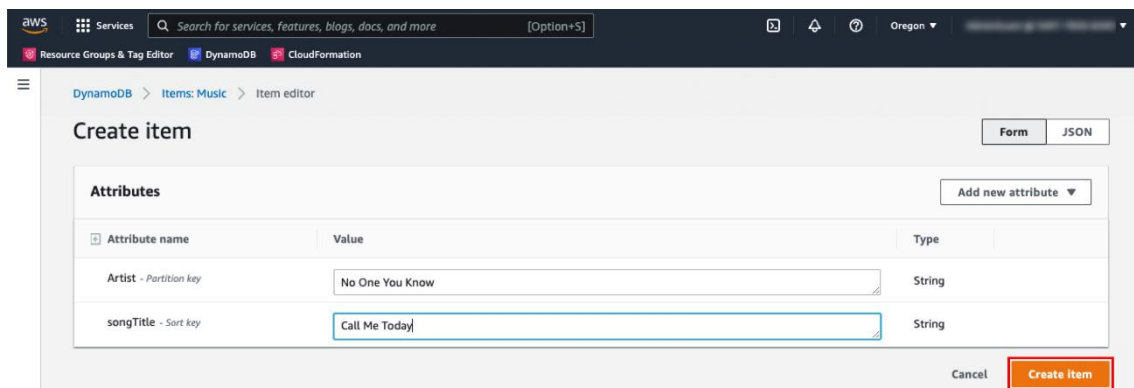 aws Services Search for services, features, blogs, docs, and more [Option+S] Oregon
Resource Groups & Tag Editor DynamoDB CloudFormation
DynamoDB > Items: Music > Item editor
Create item Form JSON
Attributes Add new attribute
Attribute name Value Type
Artist - Partition key No One You Know String
songTitle - Sort key Call Me Today String
Cancel Create item